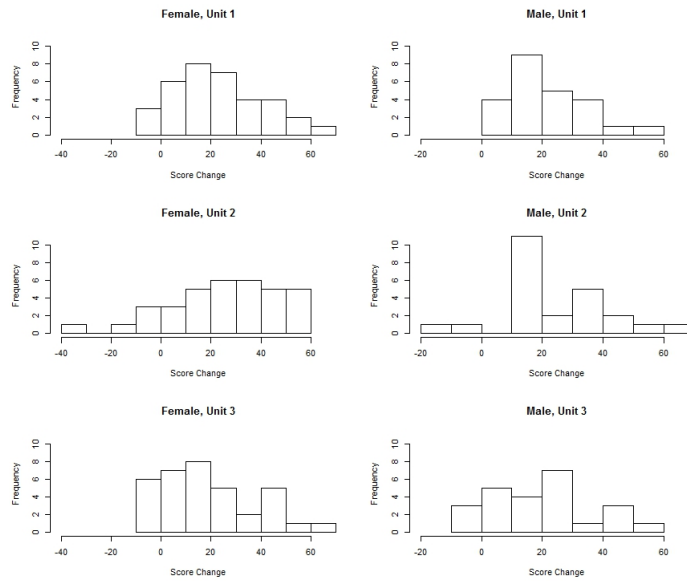 Female, Unit 1
Frequency
10
8
6
4
2
0
-40 -20 0 20 40 60
Score Change
Male, Unit 1
Frequency
10
8
6
4
2
0
-20 0 20 40 60
Score Change
Female, Unit 2
Frequency
10
8
6
4
2
0
-40 -20 0 20 40 60
Score Change
Male, Unit 2
Frequency
10
8
6
4
2
0
-20 0 20 40 60
Score Change
Female, Unit 3
Frequency
10
8
6
4
2
0
-40 -20 0 20 40 60
Score Change
Male, Unit 3
Frequency
10
8
6
4
2
0
-20 0 20 40 60
Score Change